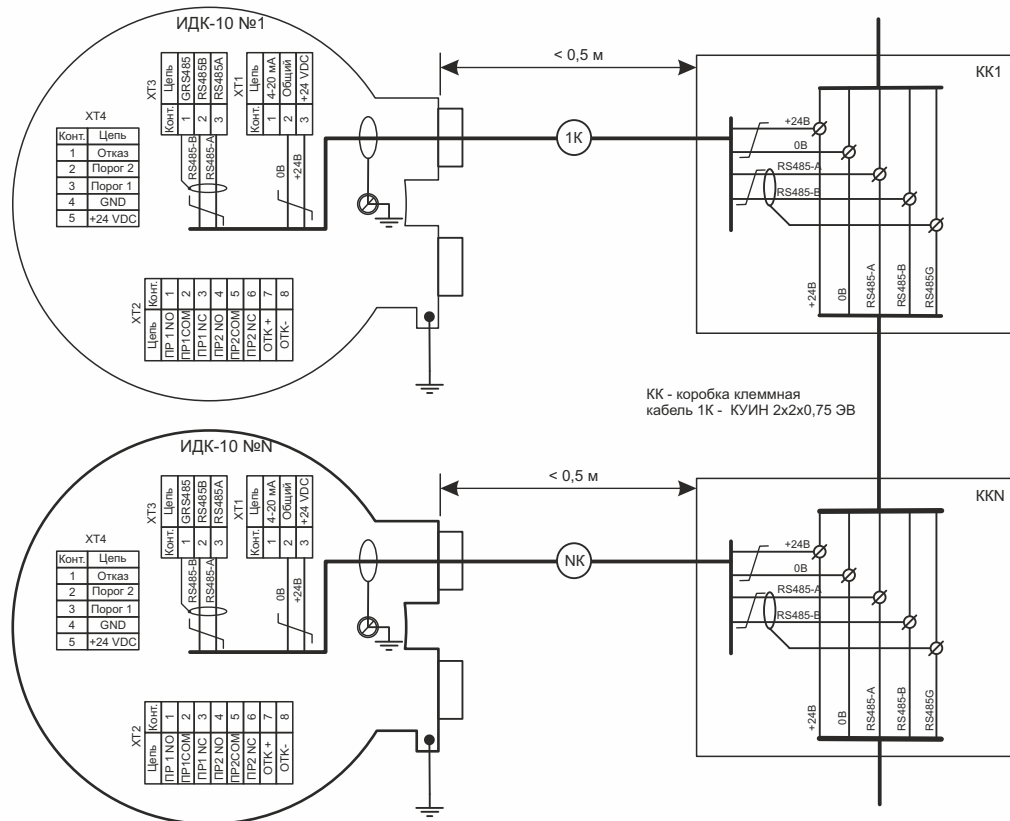 ИДК-10 №1
< 0,5 м
КК1
XT3
Конт. Цепь
1 GRS485
2 RS485B
3 RS485A
RS485-B
RS485-A
XT1
Конт. Цепь
1 4-20 мА
2 Общий
3 +24 VDC
0В
+24В
XT4
Конт. Цепь
1 Отказ
2 Порог 2
3 Порог 1
4 GND
5 +24 VDC
XT2
Цепь Конт.
ПР 1 NO 1
ПР1COM 2
ПР1 NC 3
ПР2 NO 4
ПР2COM 5
ПР2 NC 6
ОТК + 7
ОТК- 8
1К
+24В
0В
RS485-A
RS485-B
+24В
0В
RS485-A
RS485-B
RS485G
КК - коробка клеммная
кабель 1К - КУИН 2х2х0,75 ЭВ
ИДК-10 №N
< 0,5 м
ККN
XT3
Конт. Цепь
1 GRS485
2 RS485B
3 RS485A
RS485-B
RS485-A
XT1
Конт. Цепь
1 4-20 мА
2 Общий
3 +24 VDC
0В
+24В
XT4
Конт. Цепь
1 Отказ
2 Порог 2
3 Порог 1
4 GND
5 +24 VDC
XT2
Цепь Конт.
ПР 1 NO 1
ПР1COM 2
ПР1 NC 3
ПР2 NO 4
ПР2COM 5
ПР2 NC 6
ОТК + 7
ОТК- 8
NК
+24В
0В
RS485-A
RS485-B
+24В
0В
RS485-A
RS485-B
RS485G